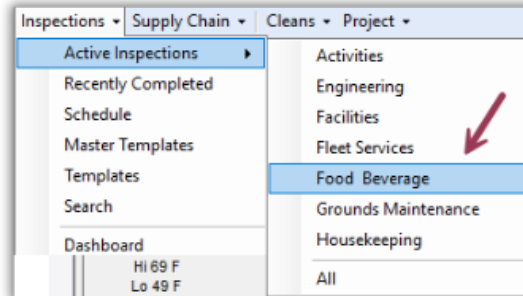 Inspections Supply Chain Cleans Project
Active Inspections
Recently Completed
Schedule
Master Templates
Templates
Search
Dashboard
Hi 69 F
Lo 49 F
Activities
Engineering
Facilities
Fleet Services
Food Beverage
Grounds Maintenance
Housekeeping
All